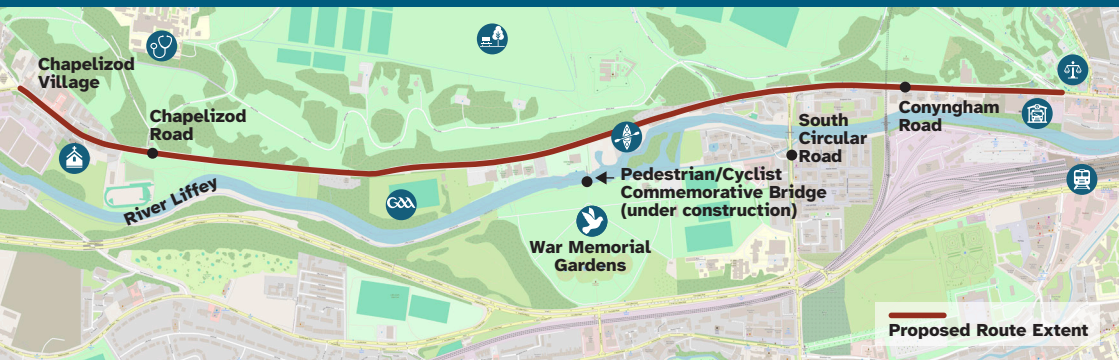 Chapelizod
Village
Chapelizod
Road
River Liffey
GAA
Pedestrian/Cyclist
Commemorative Bridge
(under construction)
War Memorial
Gardens
South
Circular
Road
Conyngham
Road
Proposed Route Extent